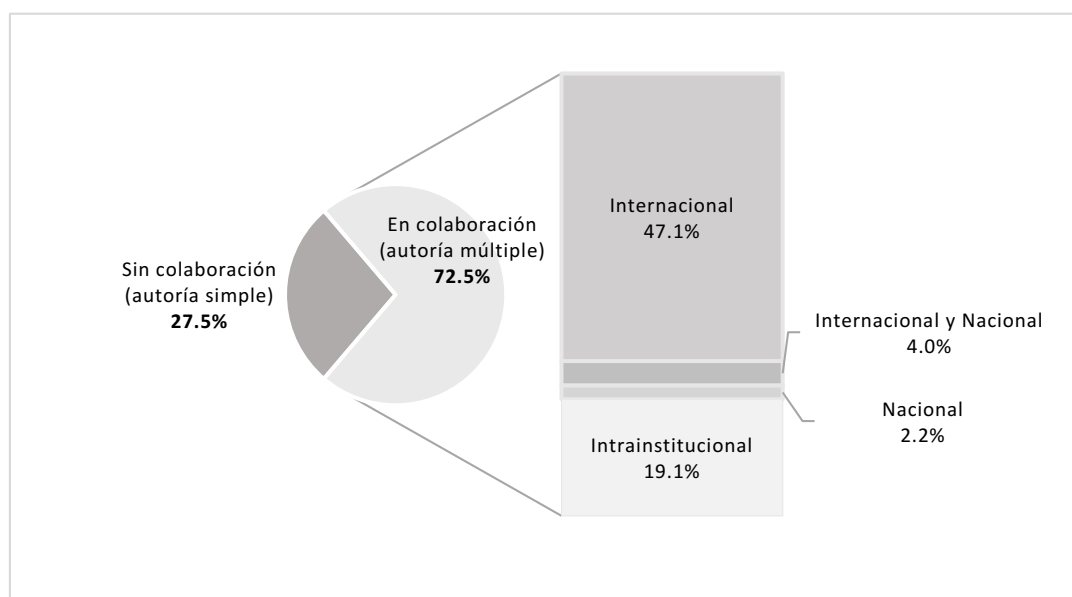 Sin colaboración
(autoría simple)
27.5%
En colaboración
(autoría múltiple)
72.5%
Internacional
47.1%
Internacional y Nacional
4.0%
Nacional
2.2%
Intrainstitucional
19.1%